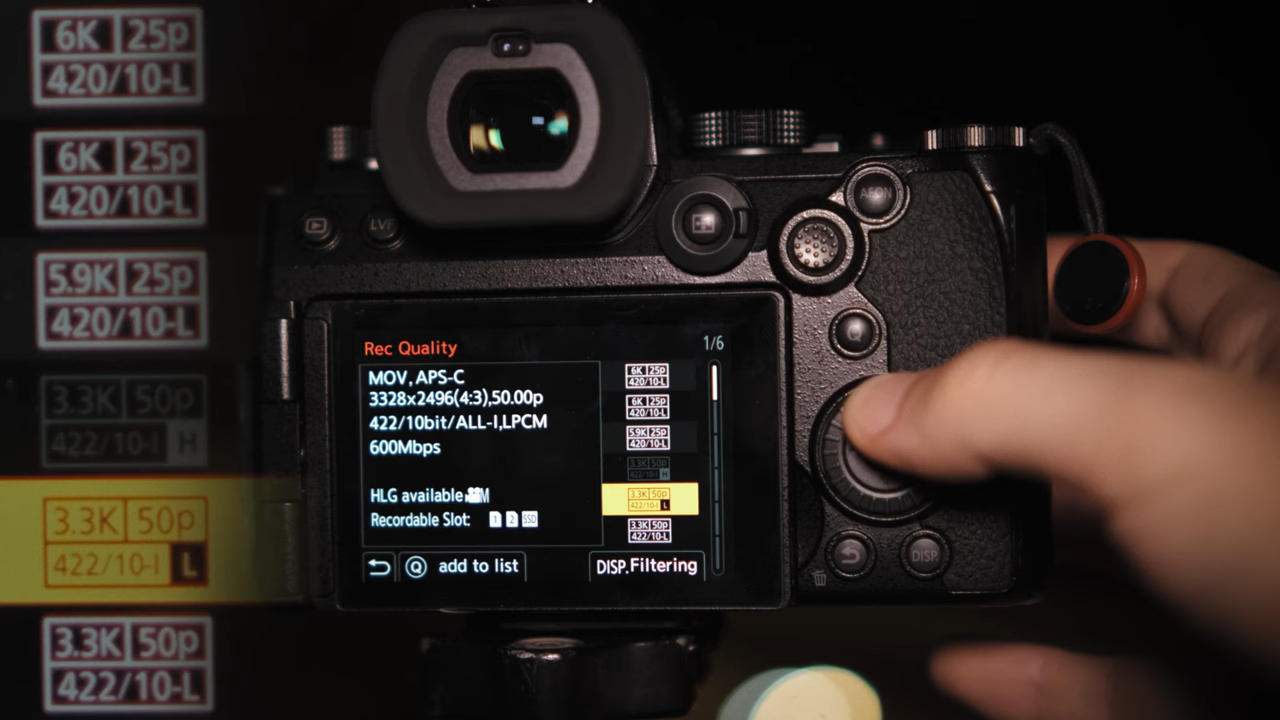 6K 25p
420/10-L
6K 25p
420/10-L
5.9K 25p
420/10-L
3.3K 50p
422/10-I H
3.3K 50p
422/10-I L
3.3K 50p
422/10-L
LVF
AF ON
Q
DISP.
Rec Quality
1/6
MOV, APS-C
3328x2496(4:3),50.00p
422/10bit/ALL-I,LPCM
600Mbps
HLG available M
Recordable Slot: 1 2 SSD
Q add to list
DISP.Filtering
6K 25p
420/10-L
6K 25p
420/10-L
5.9K 25p
420/10-L
3.3K 50p
422/10-I H
3.3K 50p
422/10-I L
3.3K 50p
422/10-L